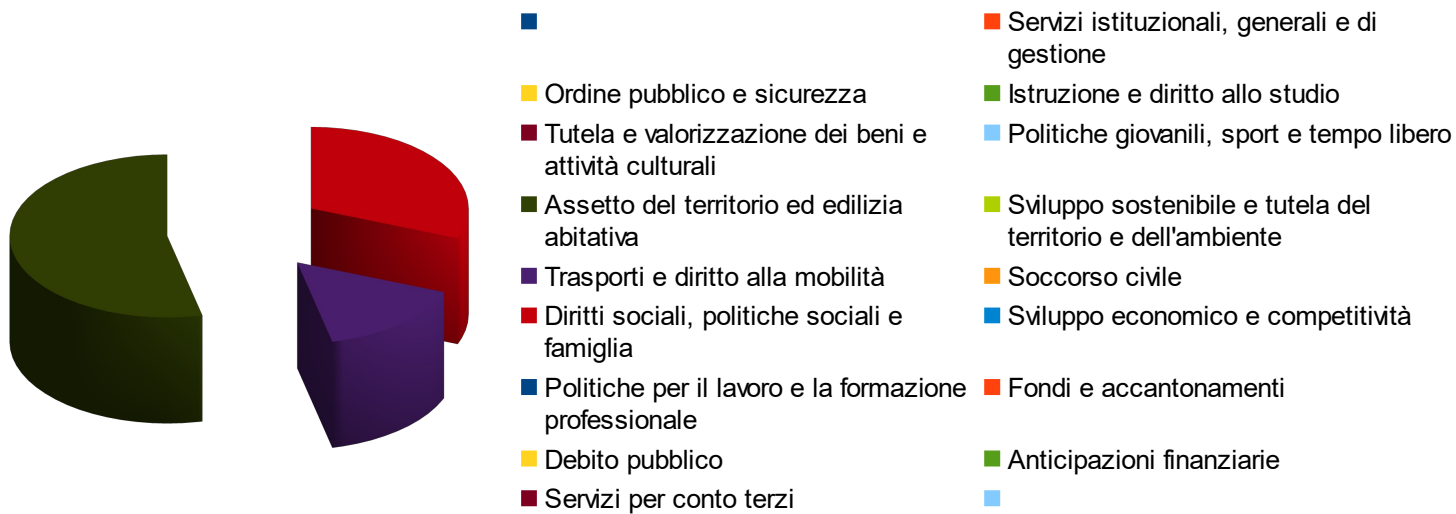 Servizi istituzionali, generali e di
gestione
Ordine pubblico e sicurezza
Istruzione e diritto allo studio
Tutela e valorizzazione dei beni e
attività culturali
Politiche giovanili, sport e tempo libero
Assetto del territorio ed edilizia
abitativa
Sviluppo sostenibile e tutela del
territorio e dell'ambiente
Trasporti e diritto alla mobilità
Soccorso civile
Diritti sociali, politiche sociali e
famiglia
Sviluppo economico e competitività
Politiche per il lavoro e la formazione
professionale
Fondi e accantonamenti
Debito pubblico
Anticipazioni finanziarie
Servizi per conto terzi